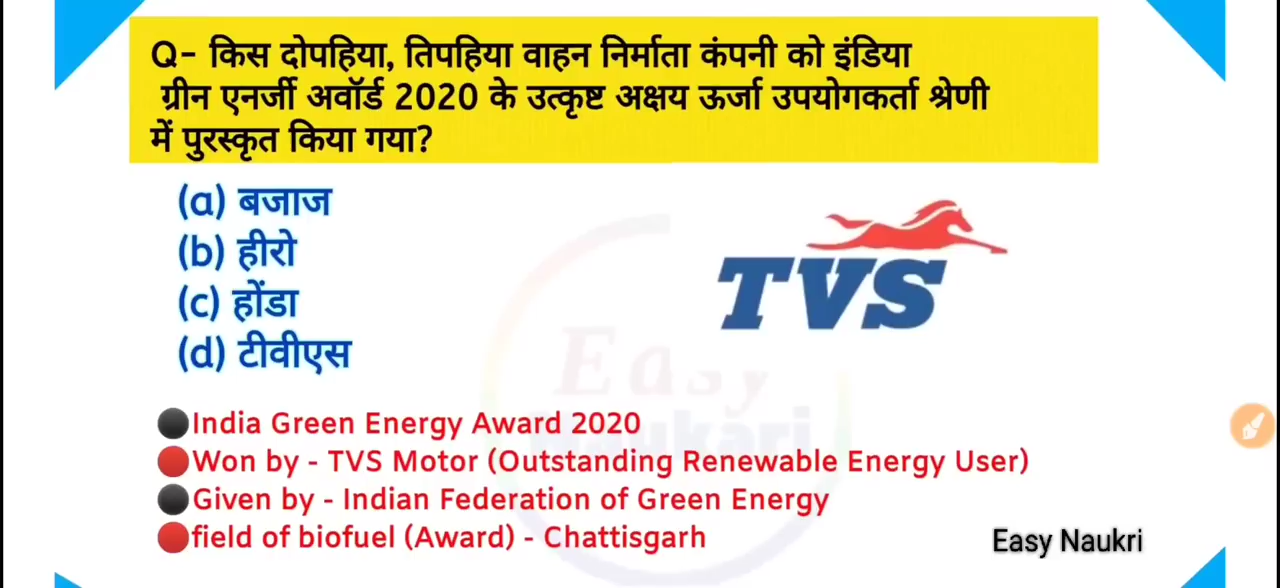 Q- किस दोपहिया, तिपहिया वाहन निर्माता कंपनी को इंडिया
ग्रीन एनर्जी अवॉर्ड 2020 के उत्कृष्ट अक्षय ऊर्जा उपयोगकर्ता श्रेणी
में पुरस्कृत किया गया?
(a) बजाज
(b) हीरो
(c) होंडा
(d) टीवीएस
TVS
Easy
Naukari
India Green Energy Award 2020
Won by - TVS Motor (Outstanding Renewable Energy User)
Given by - Indian Federation of Green Energy
field of biofuel (Award) - Chattisgarh
Easy Naukri